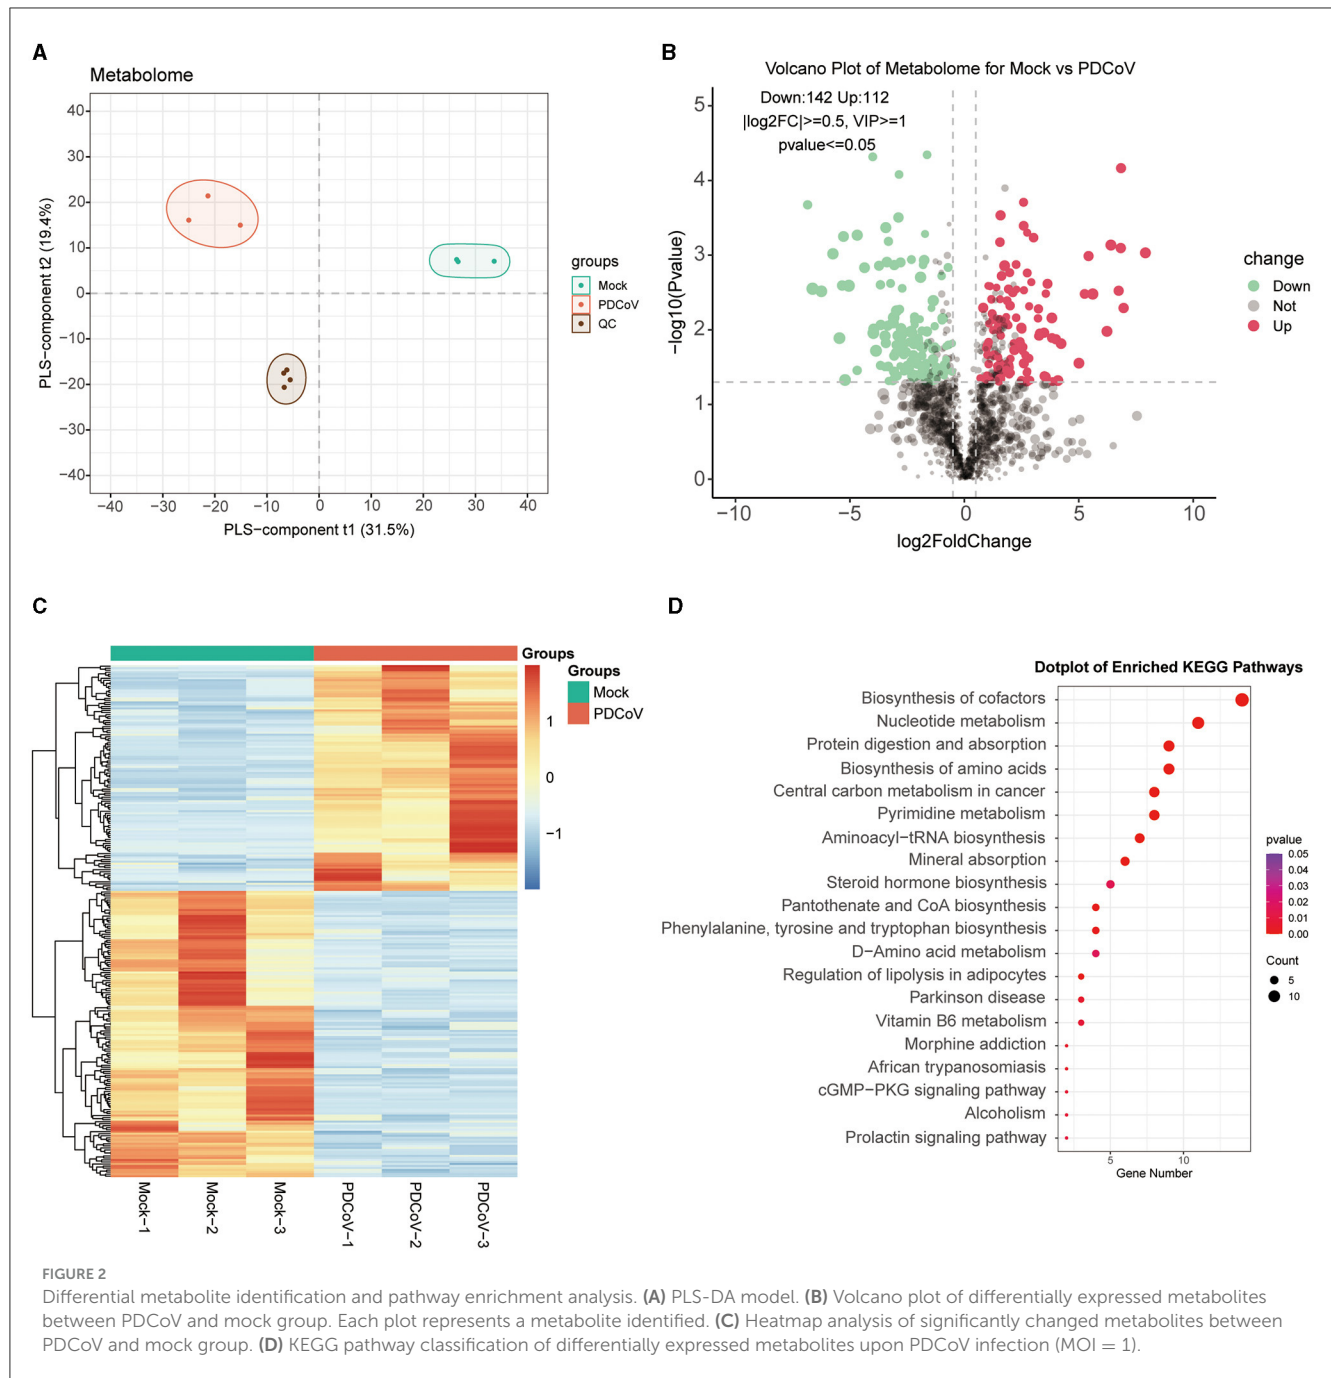 A
Metabolome
40
30
20
10
0
−10
−20
−30
−40
−40
−30
−20
−10
0
10
20
30
40
PLS−component t2 (19.4%)
PLS−component t1 (31.5%)
groups
Mock
PDCoV
QC
B
Volcano Plot of Metabolome for Mock vs PDCoV
Down:142 Up:112
|log2FC|>=0.5, VIP>=1
pvalue<=0.05
5
4
3
2
1
0
−10
−5
0
5
10
−log10(Pvalue)
log2FoldChange
change
Down
Not
Up
C
Groups
1
0
−1
Groups
Mock
PDCoV
Mock−1
Mock−2
Mock−3
PDCoV−1
PDCoV−2
PDCoV−3
D
Dotplot of Enriched KEGG Pathways
Biosynthesis of cofactors
Nucleotide metabolism
Protein digestion and absorption
Biosynthesis of amino acids
Central carbon metabolism in cancer
Pyrimidine metabolism
Aminoacyl−tRNA biosynthesis
Mineral absorption
Steroid hormone biosynthesis
Pantothenate and CoA biosynthesis
Phenylalanine, tyrosine and tryptophan biosynthesis
D−Amino acid metabolism
Regulation of lipolysis in adipocytes
Parkinson disease
Vitamin B6 metabolism
Morphine addiction
African trypanosomiasis
cGMP−PKG signaling pathway
Alcoholism
Prolactin signaling pathway
5
10
Gene Number
pvalue
0.05
0.04
0.03
0.02
0.01
0.00
Count
5
10
FIGURE 2
Differential metabolite identification and pathway enrichment analysis. (A) PLS-DA model. (B) Volcano plot of differentially expressed metabolites
between PDCoV and mock group. Each plot represents a metabolite identified. (C) Heatmap analysis of significantly changed metabolites between
PDCoV and mock group. (D) KEGG pathway classification of differentially expressed metabolites upon PDCoV infection (MOI = 1).